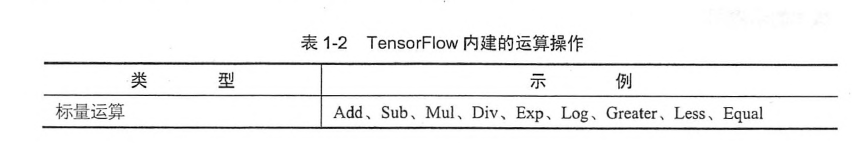 表 1-2 TensorFlow 内建的运算操作
类 型 示 例
标量运算 Add、Sub、Mul、Div、Exp、Log、Greater、Less、Equal